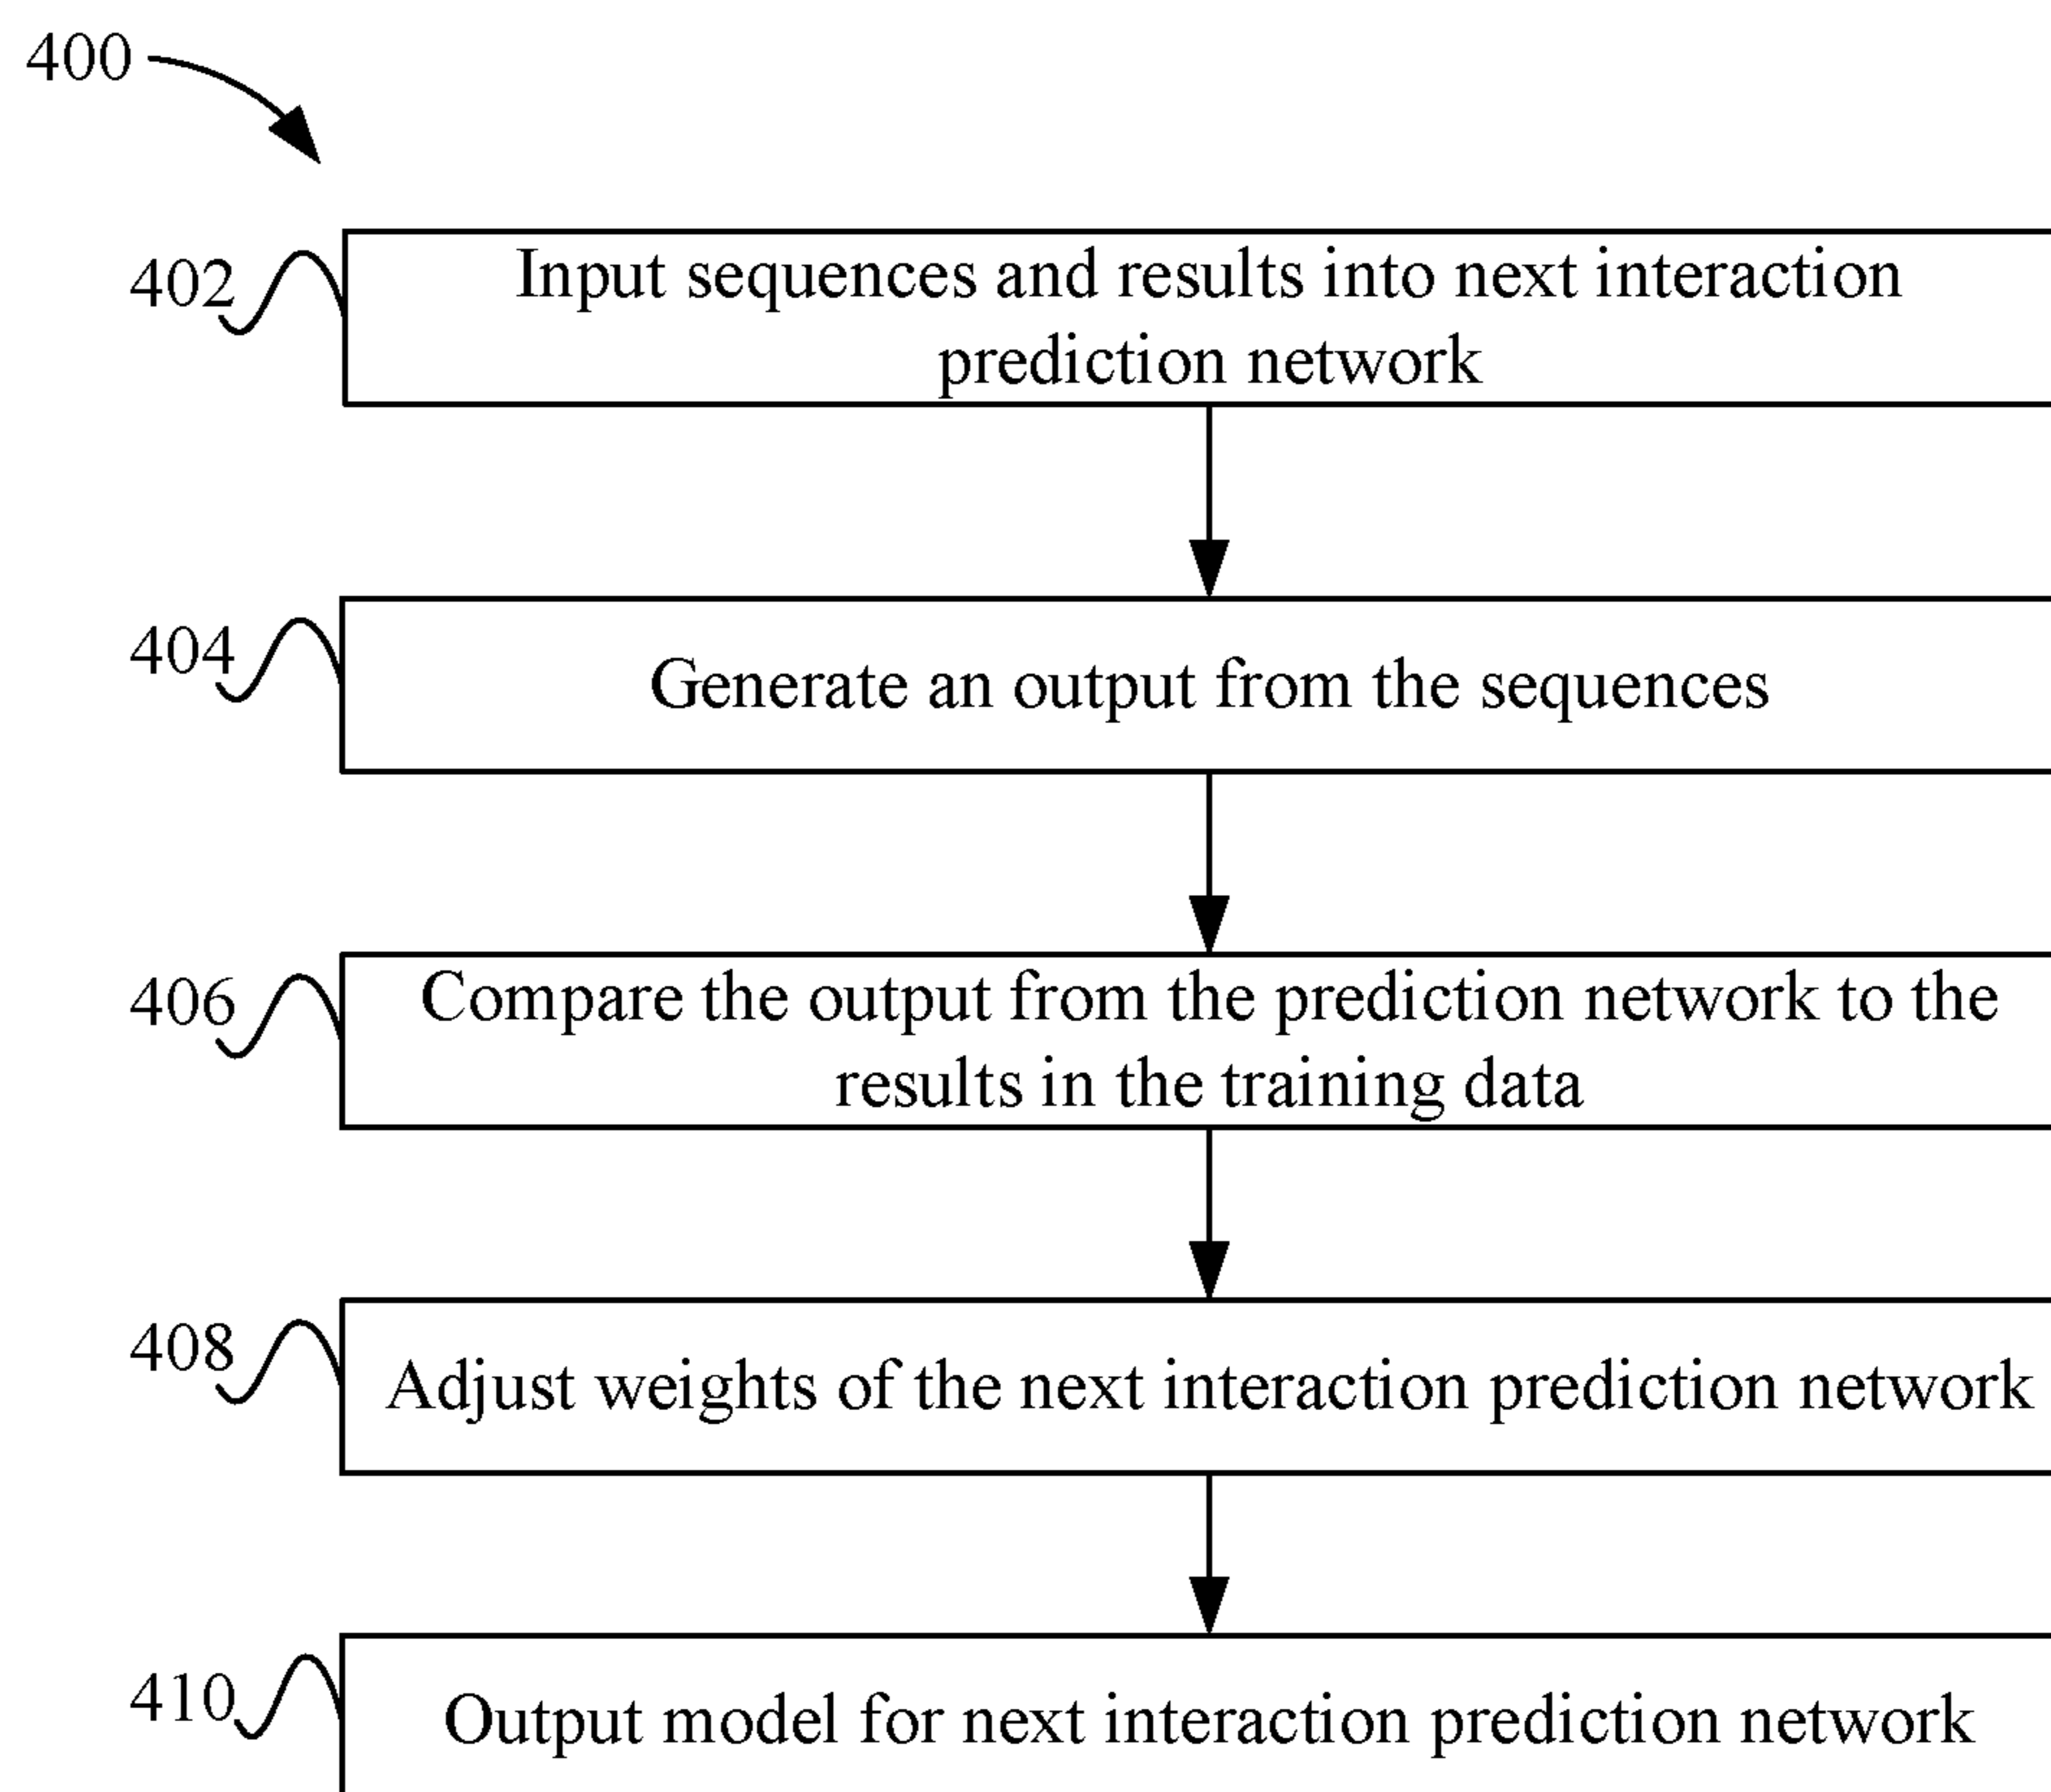 400
402
Input sequences and results into next interaction
prediction network
404
Generate an output from the sequences
406
Compare the output from the prediction network to the
results in the training data
408
Adjust weights of the next interaction prediction network
410
Output model for next interaction prediction network